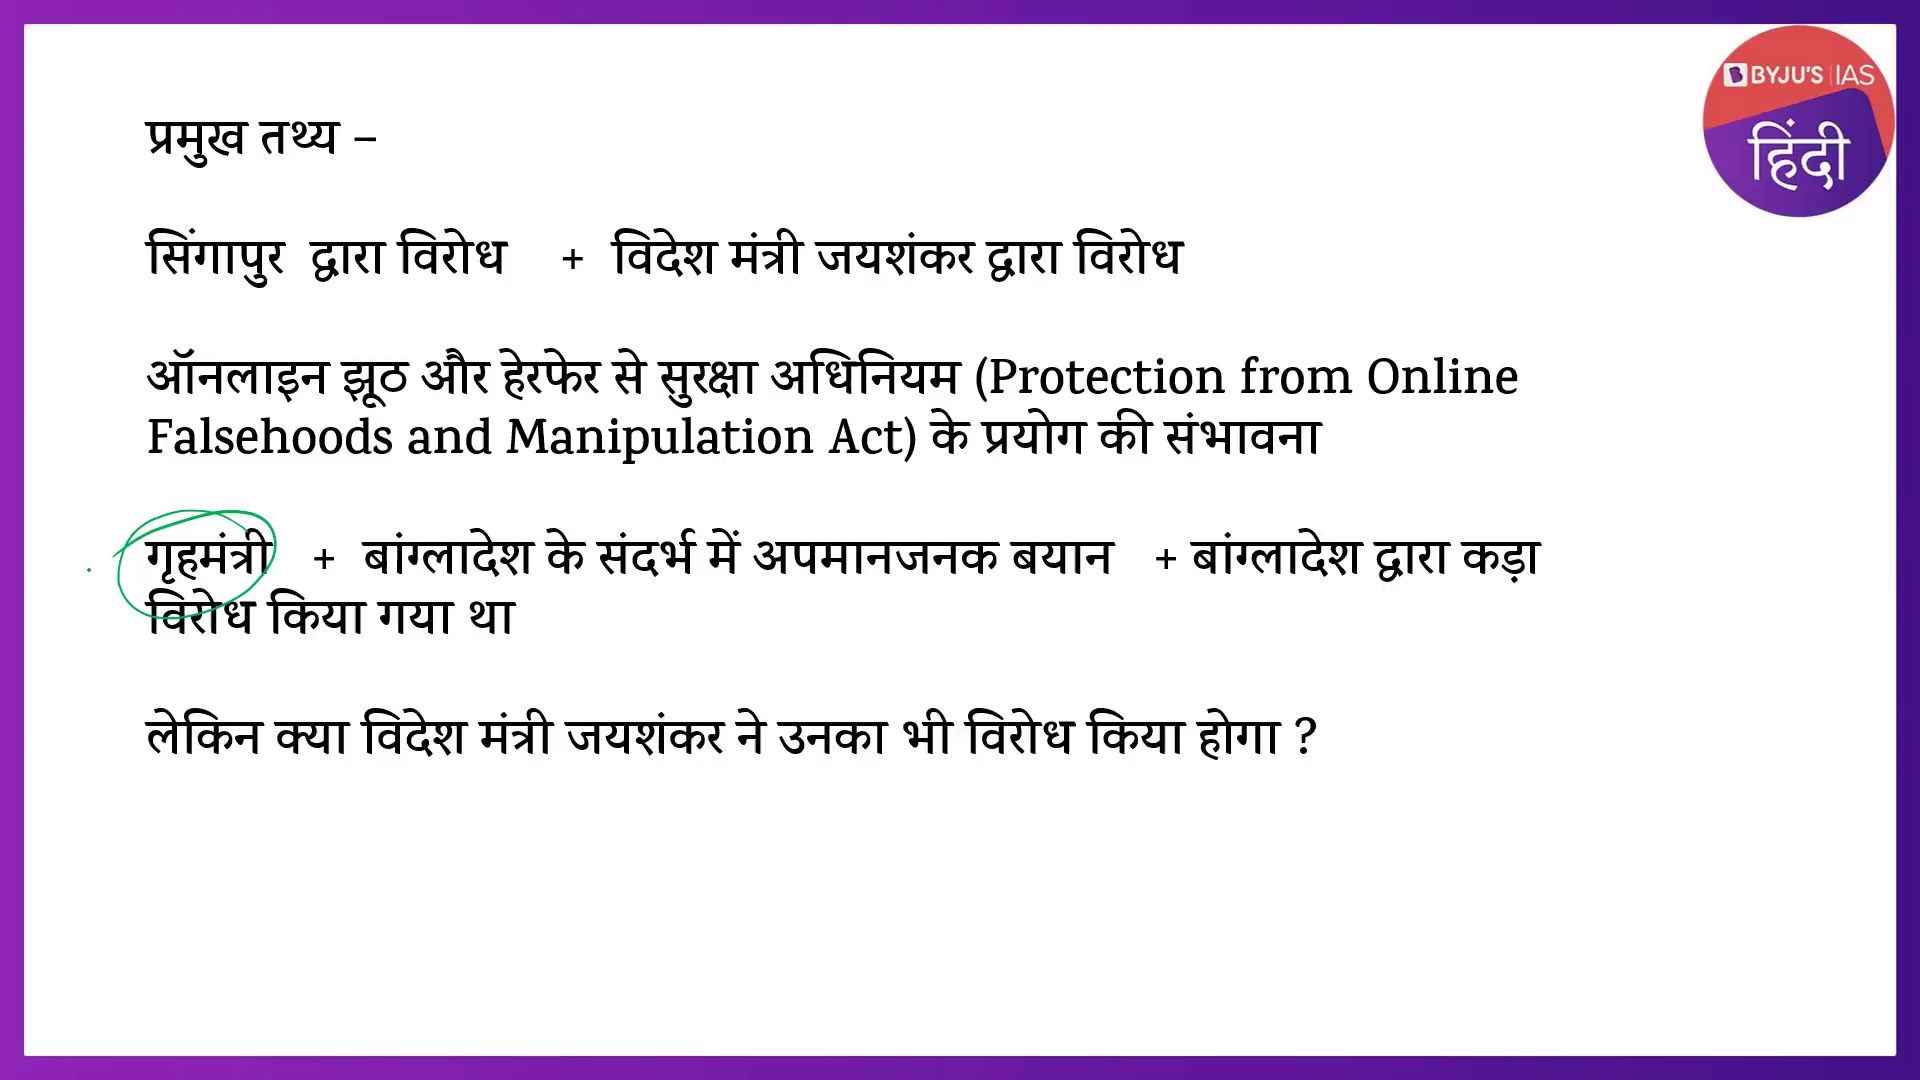 BYJU'S IAS
हिंदी
प्रमुख तथ्य –
सिंगापुर द्वारा विरोध + विदेश मंत्री जयशंकर द्वारा विरोध
ऑनलाइन झूठ और हेरफेर से सुरक्षा अधिनियम (Protection from Online
Falsehoods and Manipulation Act) के प्रयोग की संभावना
गृहमंत्री + बांग्लादेश के संदर्भ में अपमानजनक बयान + बांग्लादेश द्वारा कड़ा
विरोध किया गया था
लेकिन क्या विदेश मंत्री जयशंकर ने उनका भी विरोध किया होगा ?